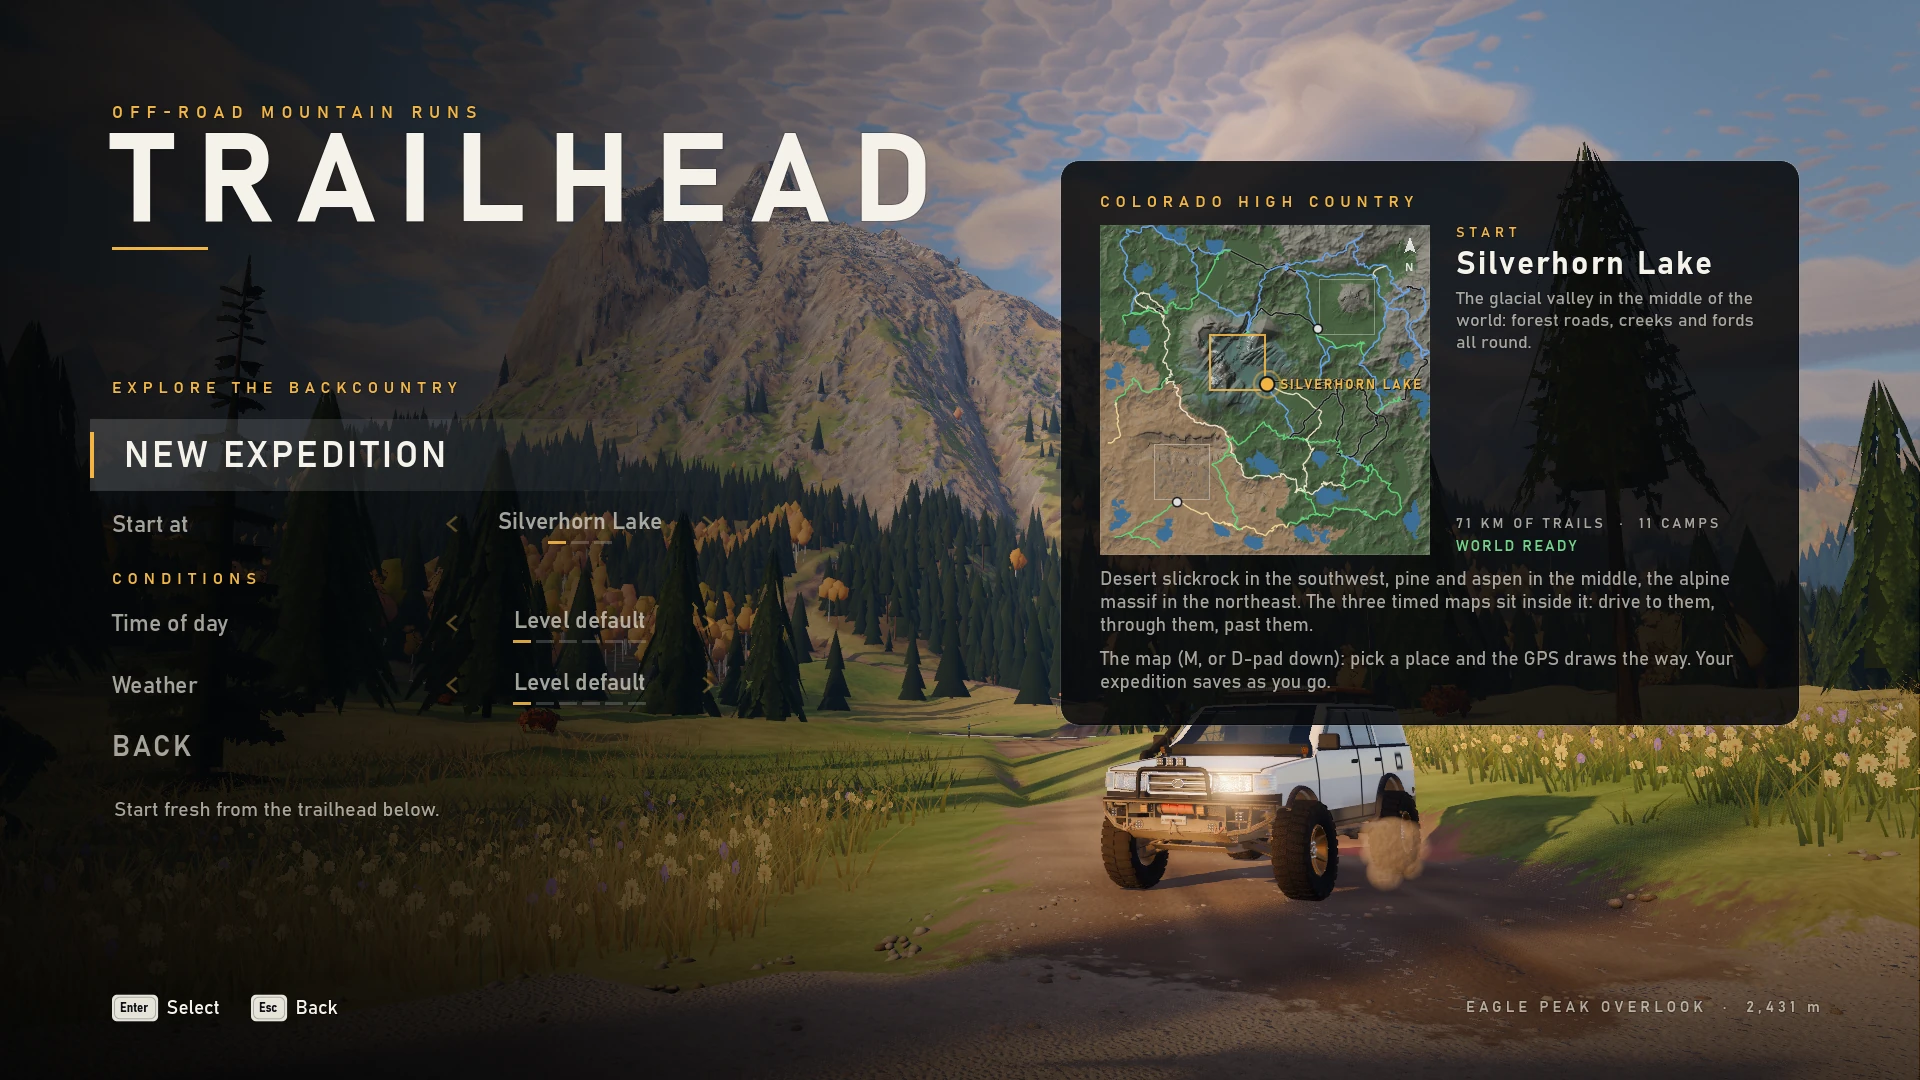 OFF-ROAD MOUNTAIN RUNS
TRAILHEAD
EXPLORE THE BACKCOUNTRY
NEW EXPEDITION
Start at
< Silverhorn Lake >
CONDITIONS
Time of day
< Level default >
Weather
< Level default >
BACK
Start fresh from the trailhead below.
Enter Select Esc Back
COLORADO HIGH COUNTRY
N
SILVERHORN LAKE
START
Silverhorn Lake
The glacial valley in the middle of the
world: forest roads, creeks and fords
all round.
71 KM OF TRAILS · 11 CAMPS
WORLD READY
Desert slickrock in the southwest, pine and aspen in the middle, the alpine
massif in the northeast. The three timed maps sit inside it: drive to them,
through them, past them.
The map (M, or D-pad down): pick a place and the GPS draws the way. Your
expedition saves as you go.
EAGLE PEAK OVERLOOK · 2,431 m